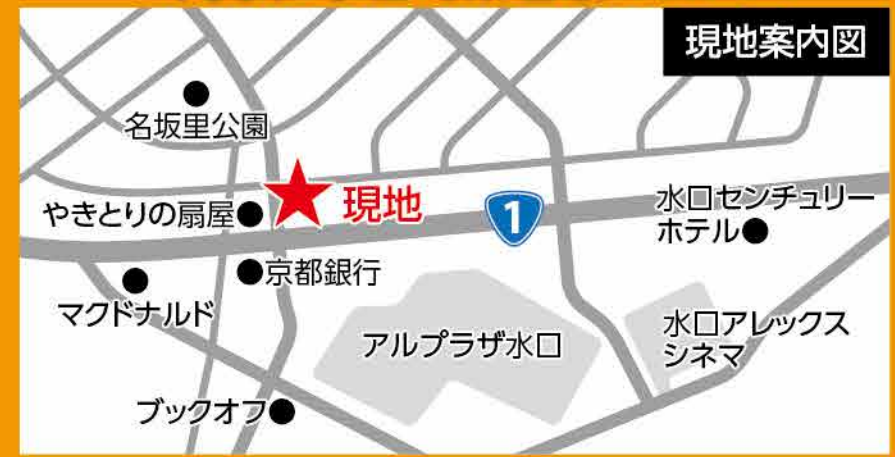 現地案内図
名坂里公園
やきとりの扇屋
現地
1
水口センチュリー
ホテル
京都銀行
マクドナルド
アルプラザ水口
水口アレックス
シネマ
ブックオフ